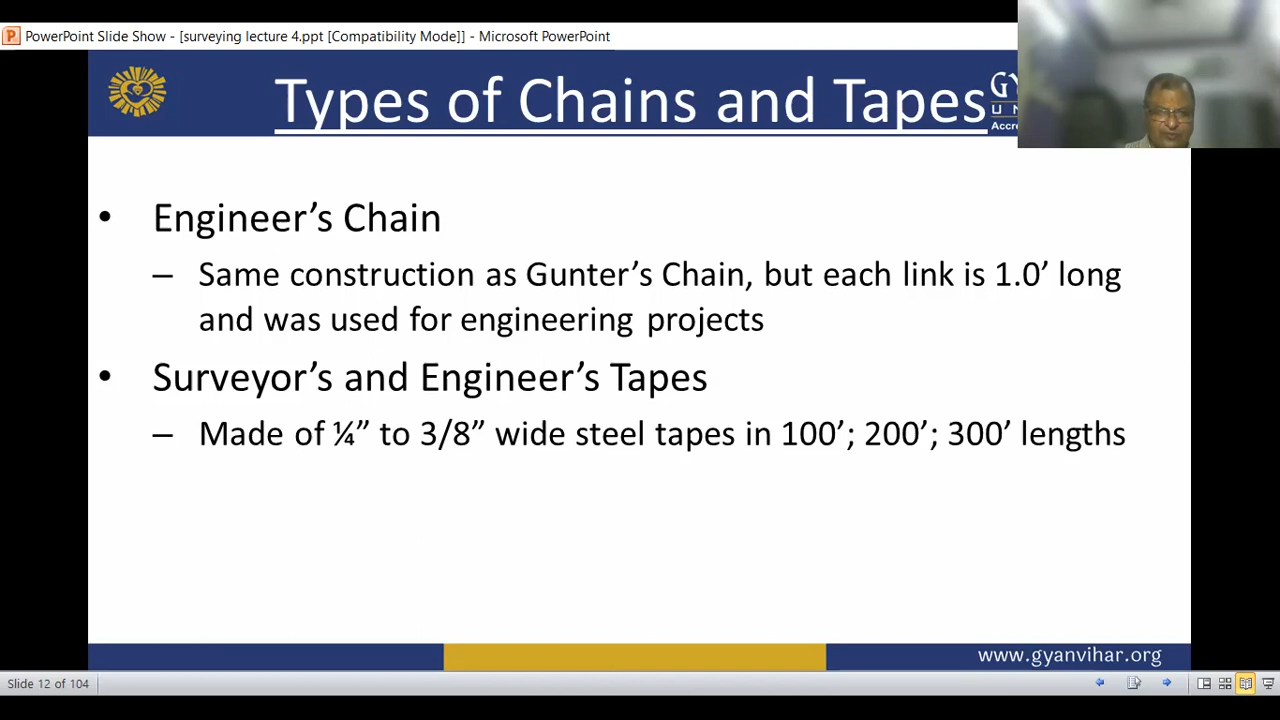 PowerPoint Slide Show - [surveying lecture 4.ppt [Compatibility Mode]] - Microsoft PowerPoint
Types of Chains and Tapes
GY
U N
Accre
• Engineer’s Chain
– Same construction as Gunter’s Chain, but each link is 1.0’ long
and was used for engineering projects
• Surveyor’s and Engineer’s Tapes
– Made of ¼” to 3/8” wide steel tapes in 100’; 200’; 300’ lengths
www.gyanvihar.org
Slide 12 of 104